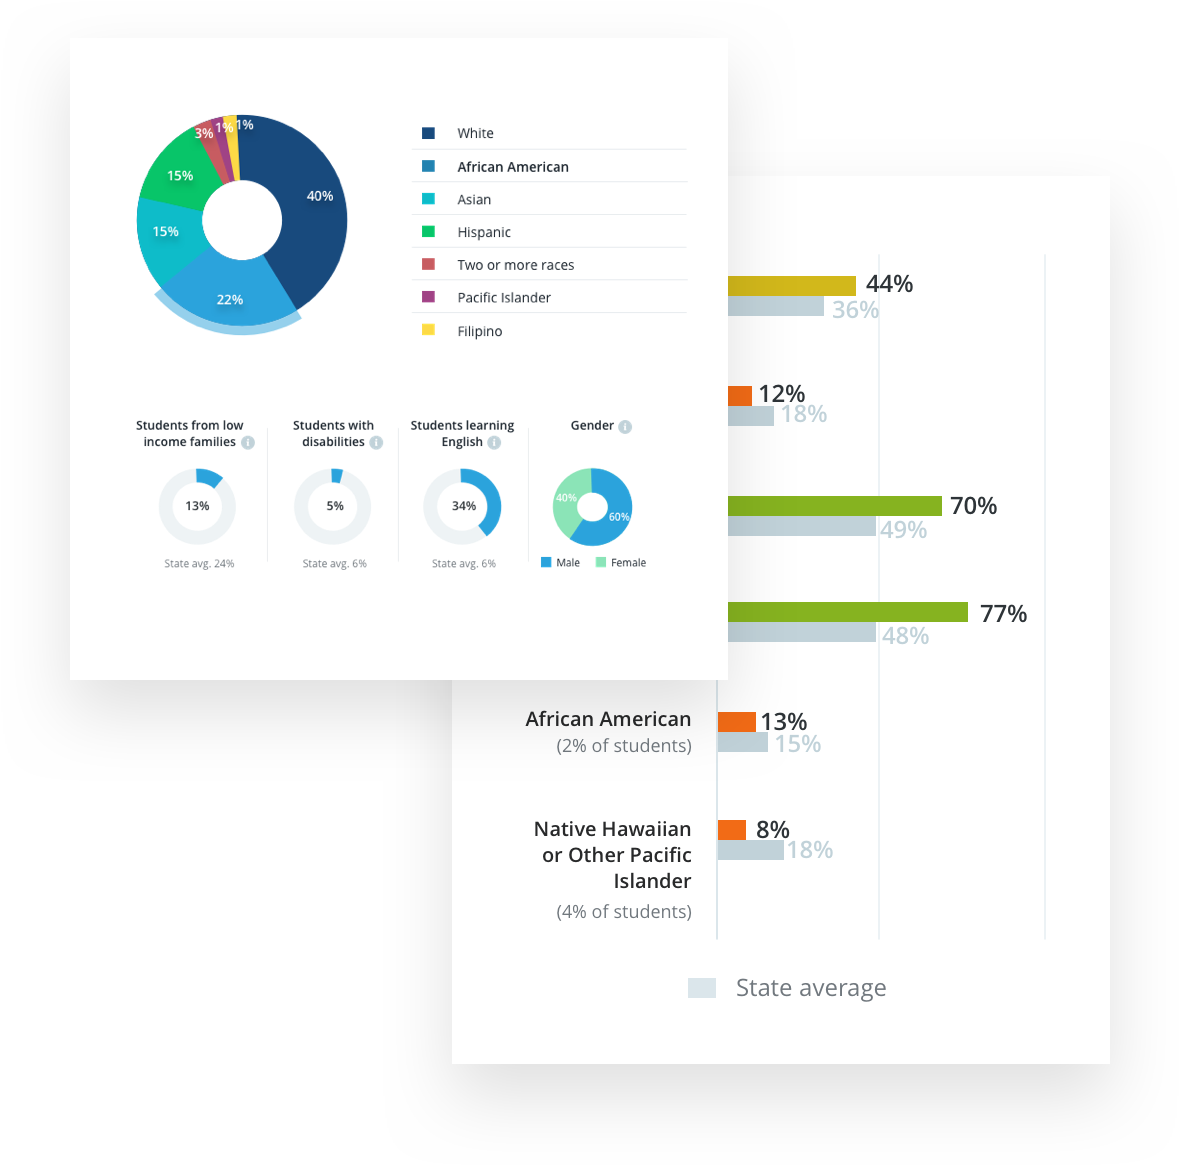 1%
1%
3%
40%
15%
15%
22%
White
African American
Asian
Hispanic
Two or more races
Pacific Islander
Filipino
Students from low
income families i
13%
State avg. 24%
Students with
disabilities i
5%
State avg. 6%
Students learning
English i
34%
State avg. 6%
Gender i
40%
60%
Male
Female
44%
36%
12%
18%
70%
49%
77%
48%
African American
(2% of students)
13%
15%
Native Hawaiian
or Other Pacific
Islander
(4% of students)
8%
18%
State average